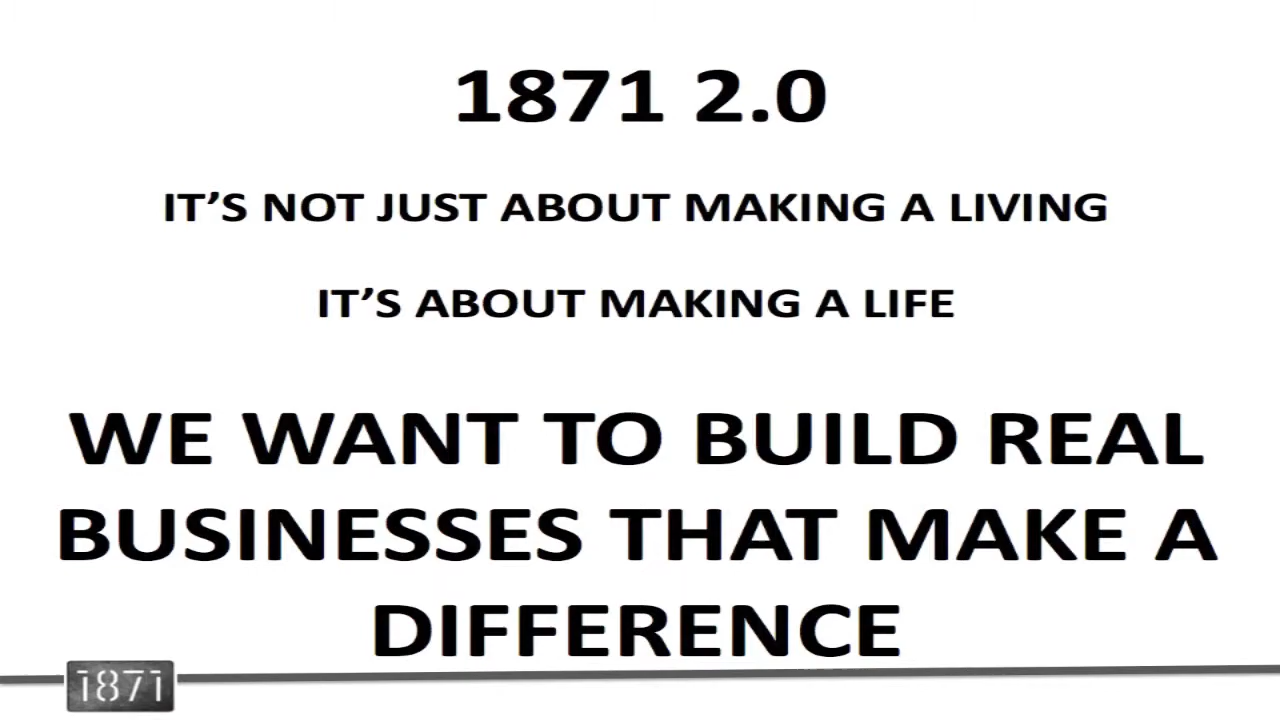 1871 2.0
IT’S NOT JUST ABOUT MAKING A LIVING
IT’S ABOUT MAKING A LIFE
WE WANT TO BUILD REAL
BUSINESSES THAT MAKE A
DIFFERENCE
1871